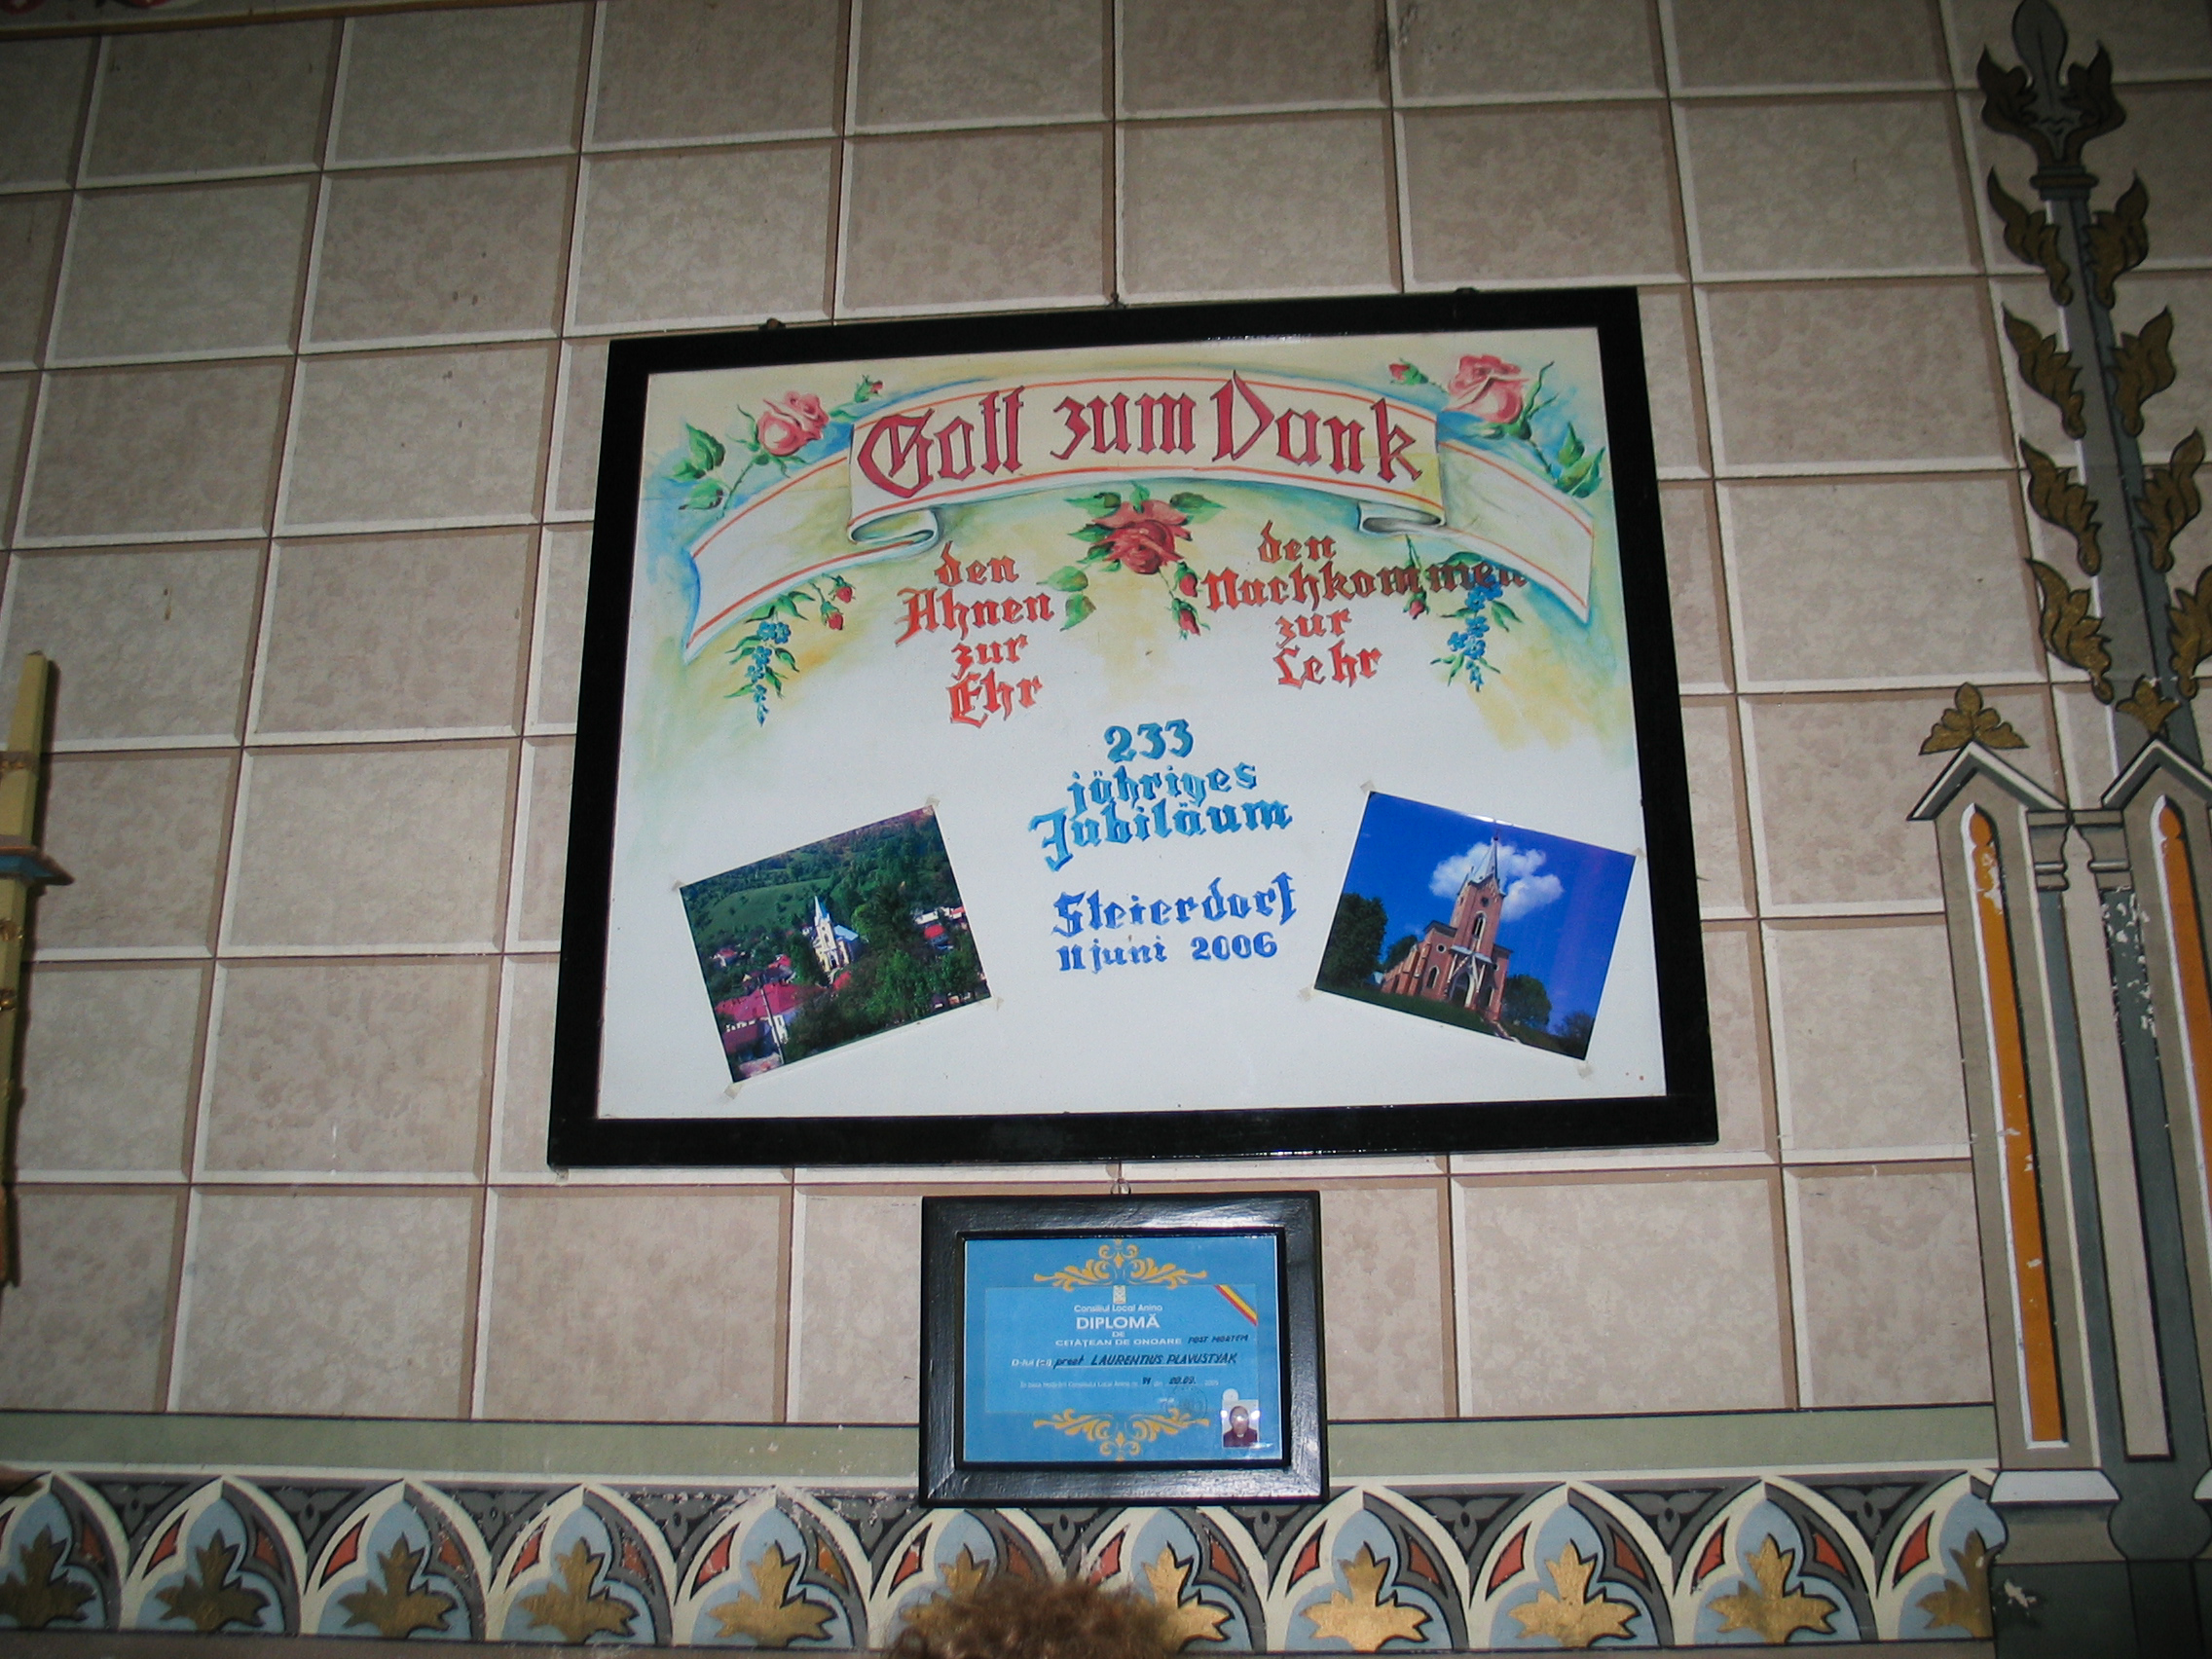 Gott zum Dank
den
Ahnen
zur
Ehr
den
Nachkommen
zur
Lehr
233
jähriges
Jubiläum
Steierdorf
11 juni 2006
Consiliul Local Anina
DIPLOMĂ
DE
CETĂȚEAN DE ONOARE POST MORTEM
D-lui preot LAURENTIUS PLAVUSTYAK